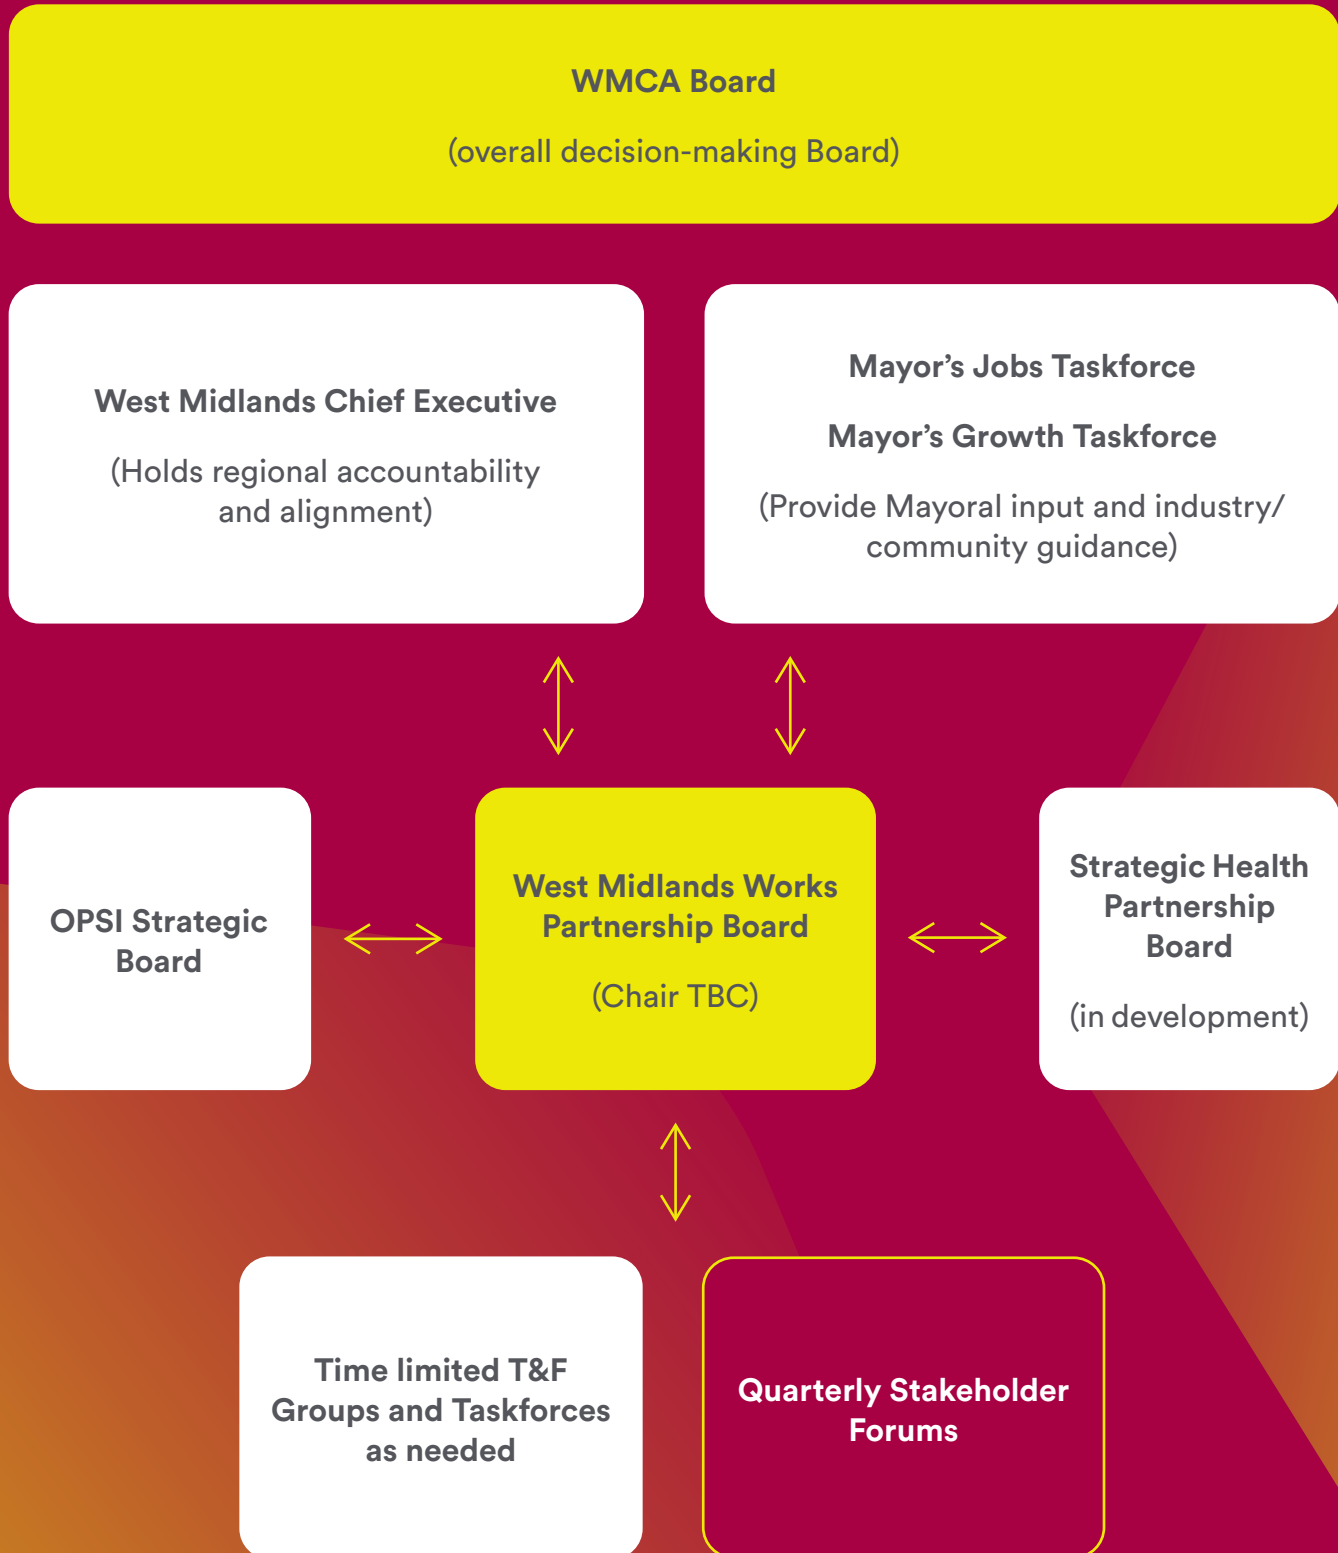 WMCA Board
(overall decision-making Board)
West Midlands Chief Executive
(Holds regional accountability
and alignment)
Mayor’s Jobs Taskforce
Mayor’s Growth Taskforce
(Provide Mayoral input and industry/
community guidance)
OPSI Strategic
Board
West Midlands Works
Partnership Board
(Chair TBC)
Strategic Health
Partnership
Board
(in development)
Time limited T&F
Groups and Taskforces
as needed
Quarterly Stakeholder
Forums